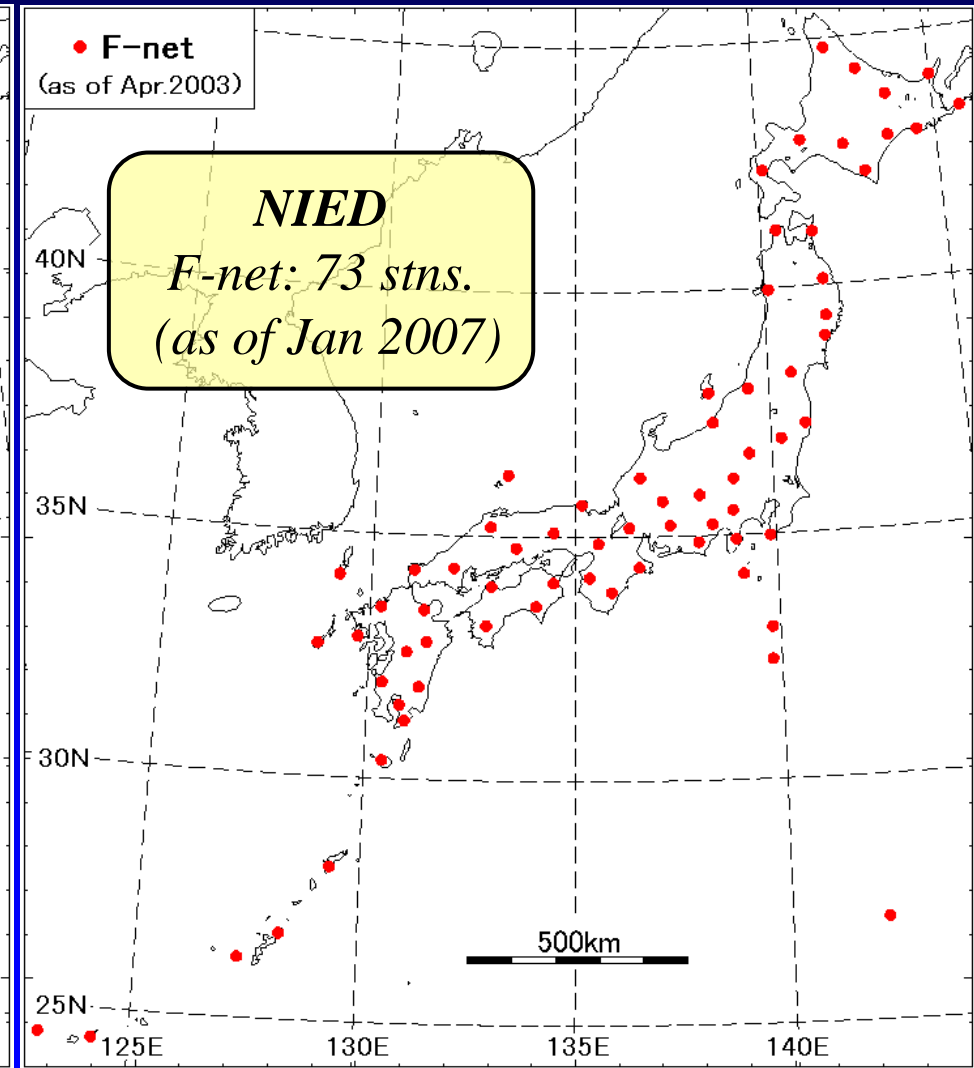 F-net
(as of Apr.2003)
NIED
F-net: 73 stns.
(as of Jan 2007)
40N
35N
30N
500km
25N
125E
130E
135E
140E